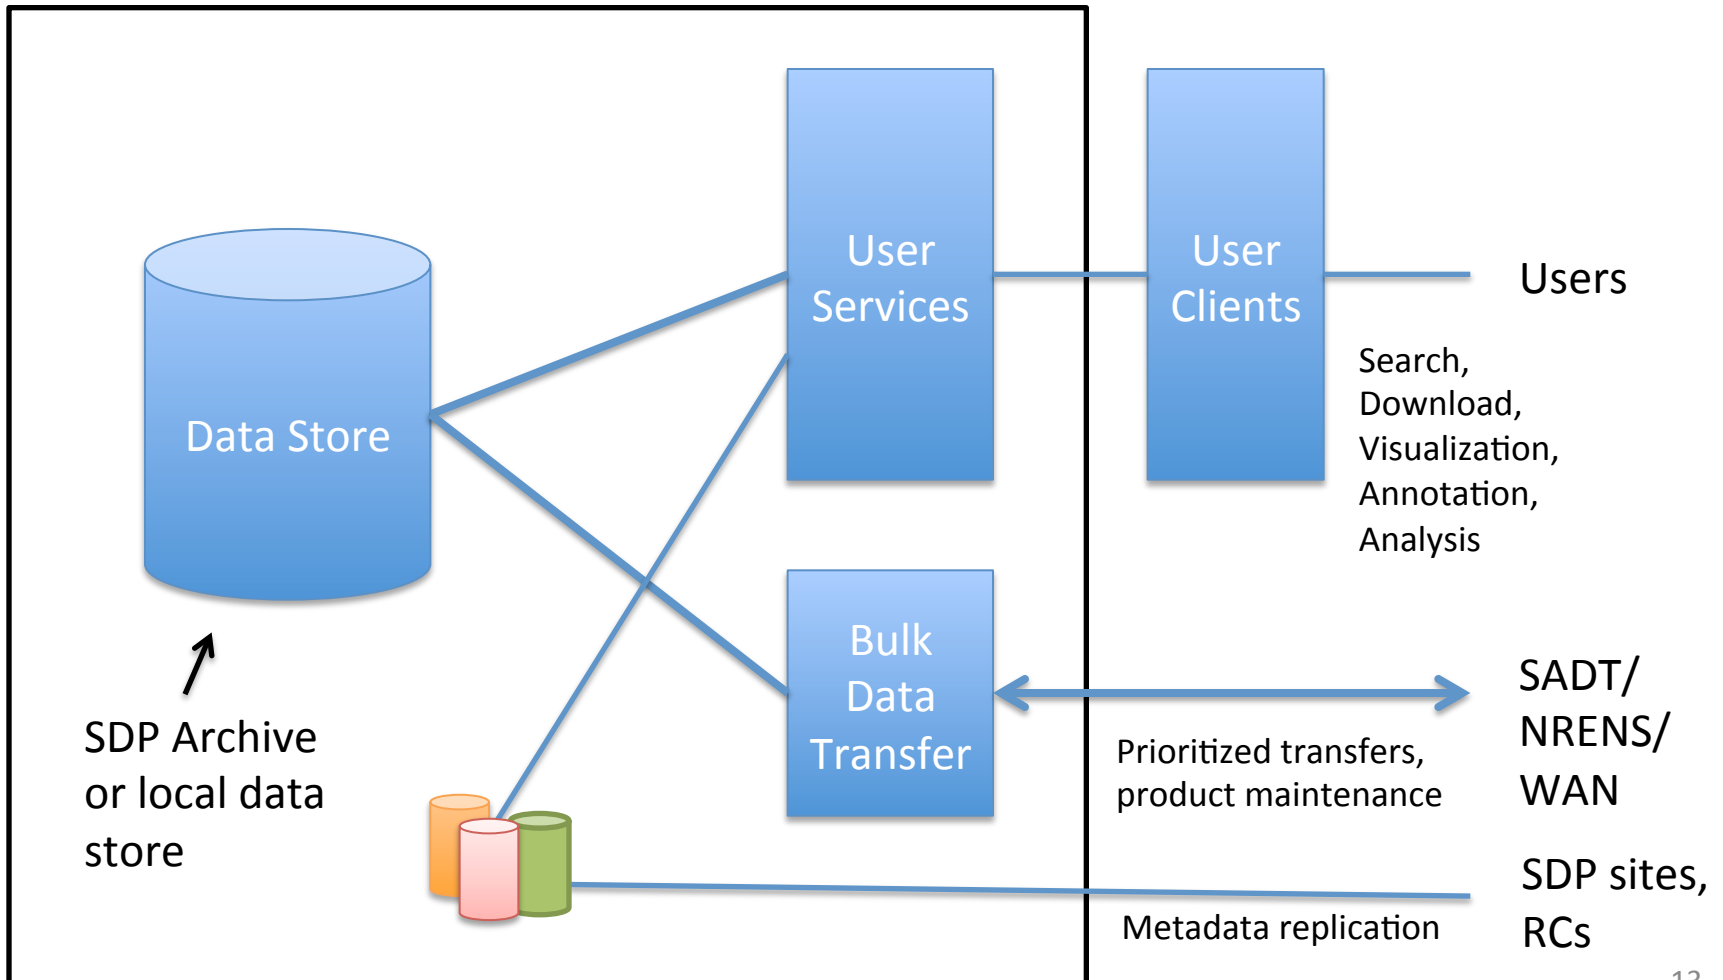 Data Store
SDP Archive
or local data
store
User
Services
User
Clients
Users
Search,
Download,
Visualization,
Annotation,
Analysis
Bulk
Data
Transfer
Prioritized transfers,
product maintenance
SADT/
NRENS/
WAN
Metadata replication
SDP sites,
RCs